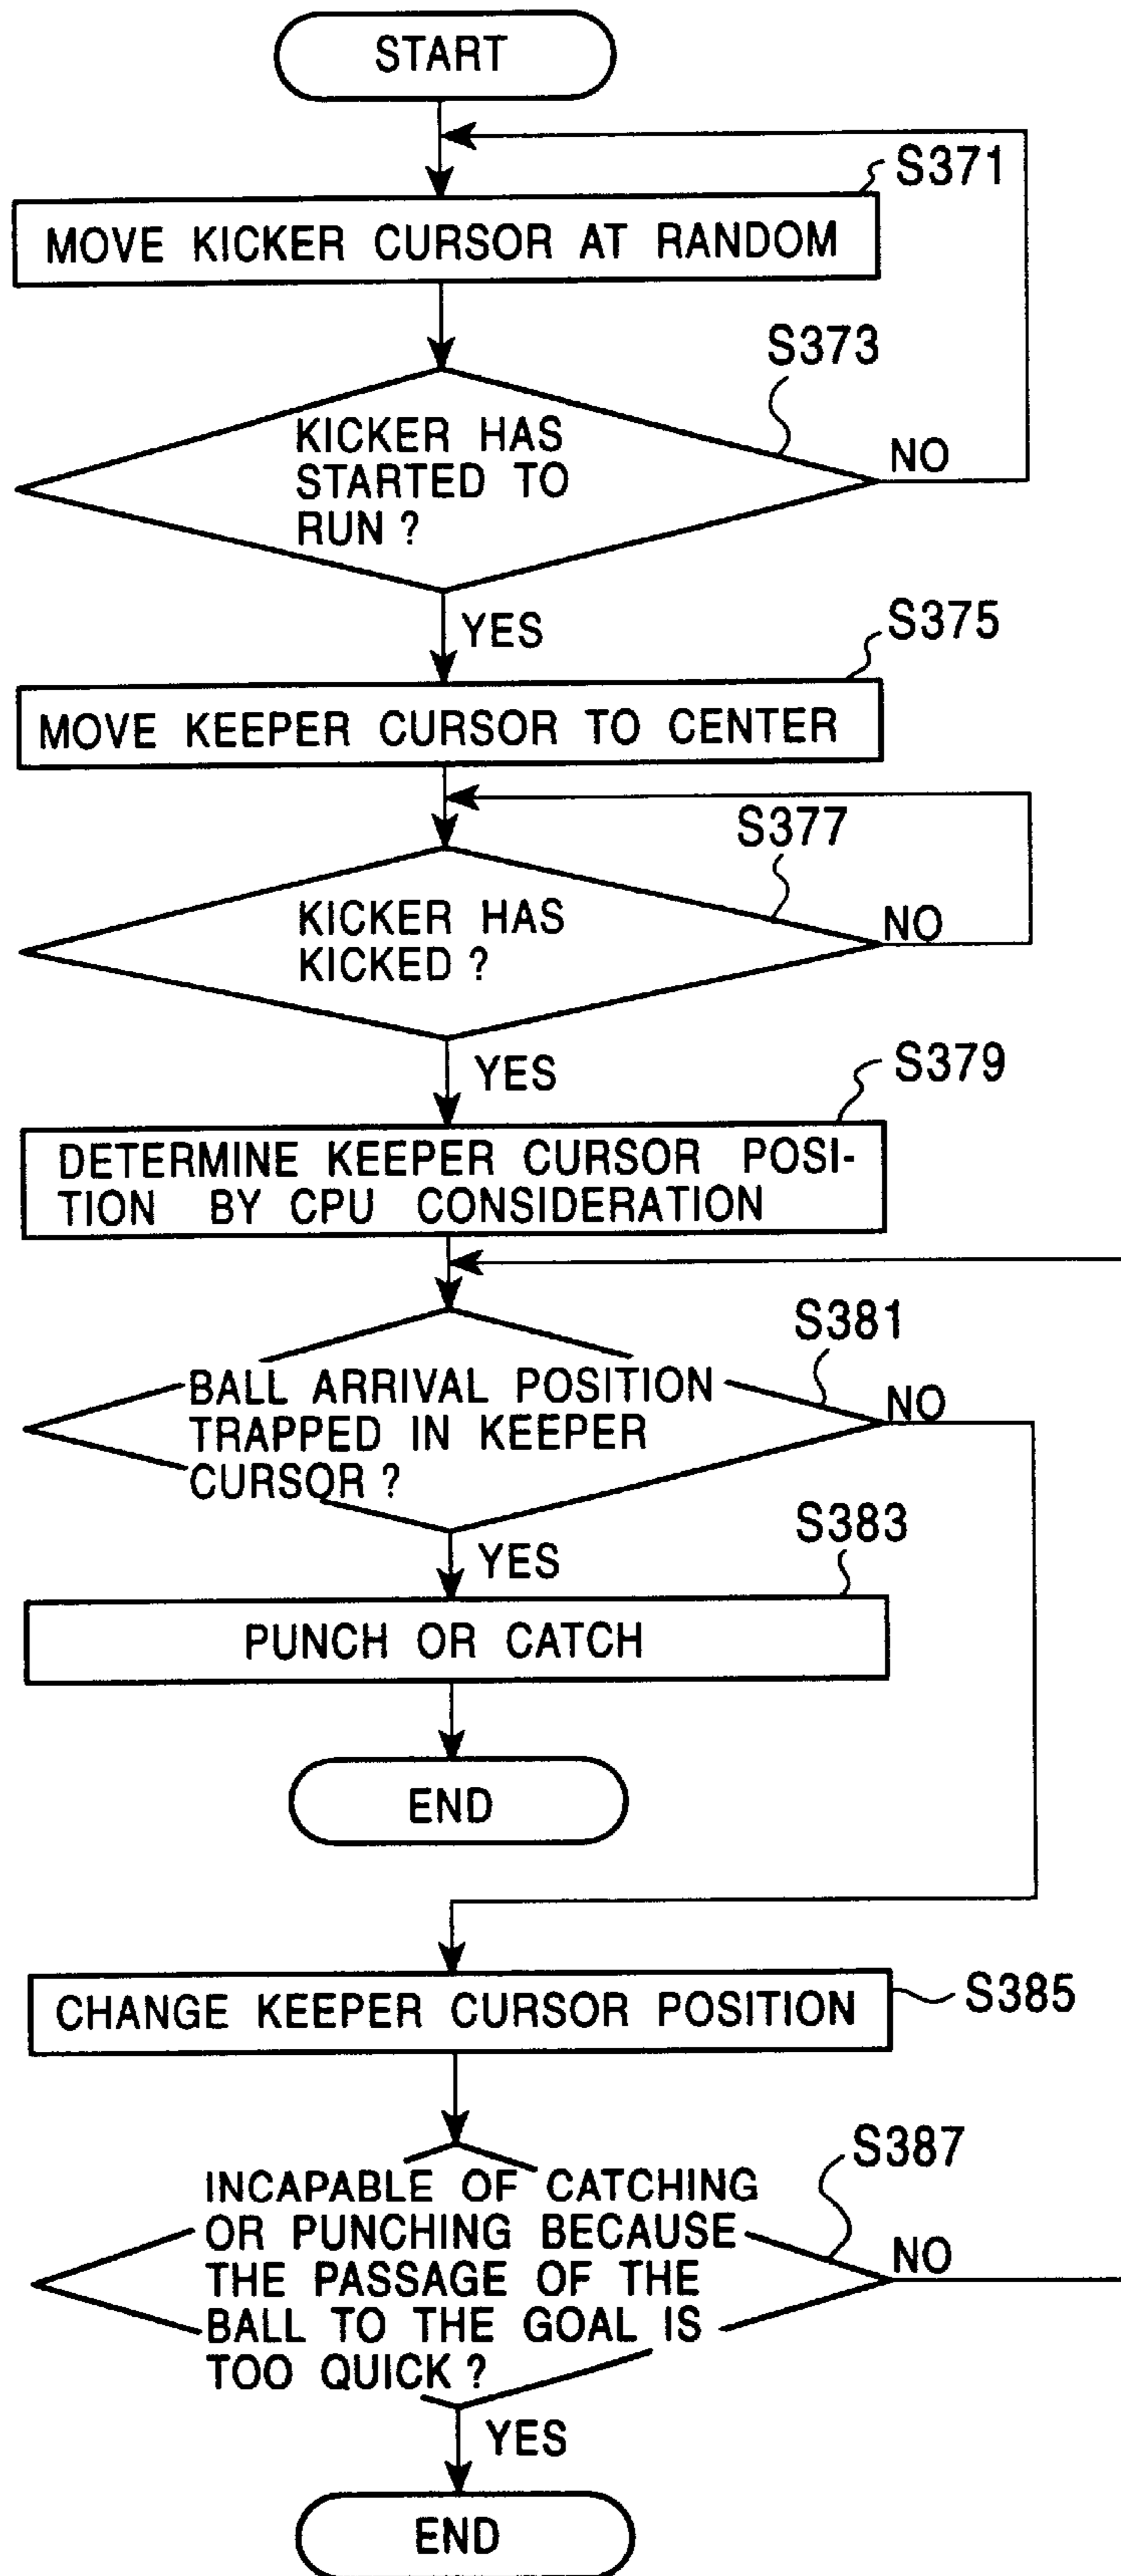 START
S371
MOVE KICKER CURSOR AT RANDOM
S373
KICKER HAS
STARTED TO
RUN ?
NO
YES
S375
MOVE KEEPER CURSOR TO CENTER
S377
KICKER HAS
KICKED ?
NO
YES
S379
DETERMINE KEEPER CURSOR POSI-
TION BY CPU CONSIDERATION
S381
BALL ARRIVAL POSITION
TRAPPED IN KEEPER
CURSOR ?
NO
YES
S383
PUNCH OR CATCH
END
CHANGE KEEPER CURSOR POSITION
S385
S387
INCAPABLE OF CATCHING
OR PUNCHING BECAUSE
THE PASSAGE OF THE
BALL TO THE GOAL IS
TOO QUICK ?
NO
YES
END